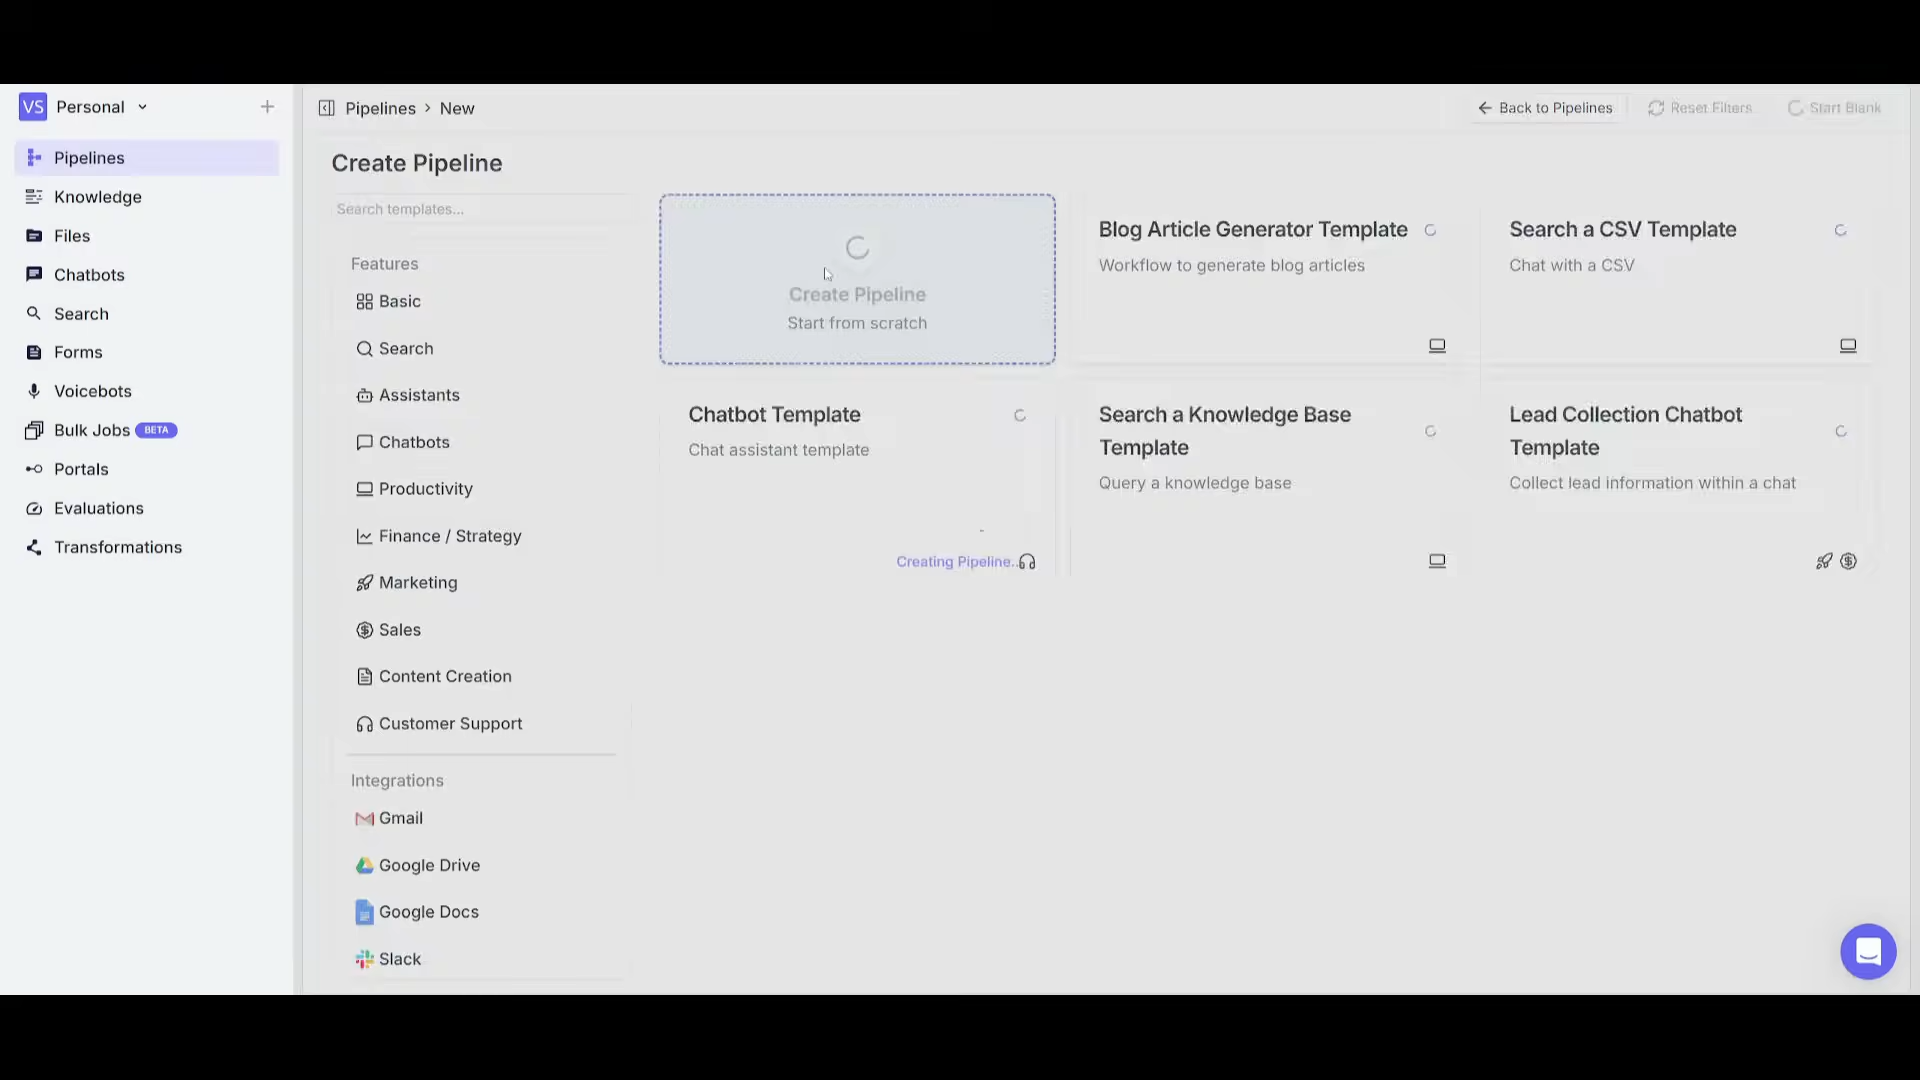 VS Personal
Pipelines
Knowledge
Files
Chatbots
Search
Forms
Voicebots
Bulk Jobs BETA
Portals
Evaluations
Transformations
Pipelines > New
Back to Pipelines
Reset Filters
Start Blank
Create Pipeline
Search templates...
Features
Basic
Search
Assistants
Chatbots
Productivity
Finance / Strategy
Marketing
Sales
Content Creation
Customer Support
Integrations
Gmail
Google Drive
Google Docs
Slack
Create Pipeline
Start from scratch
Blog Article Generator Template
Workflow to generate blog articles
Search a CSV Template
Chat with a CSV
Chatbot Template
Chat assistant template
Creating Pipeline..
Search a Knowledge Base
Template
Query a knowledge base
Lead Collection Chatbot
Template
Collect lead information within a chat